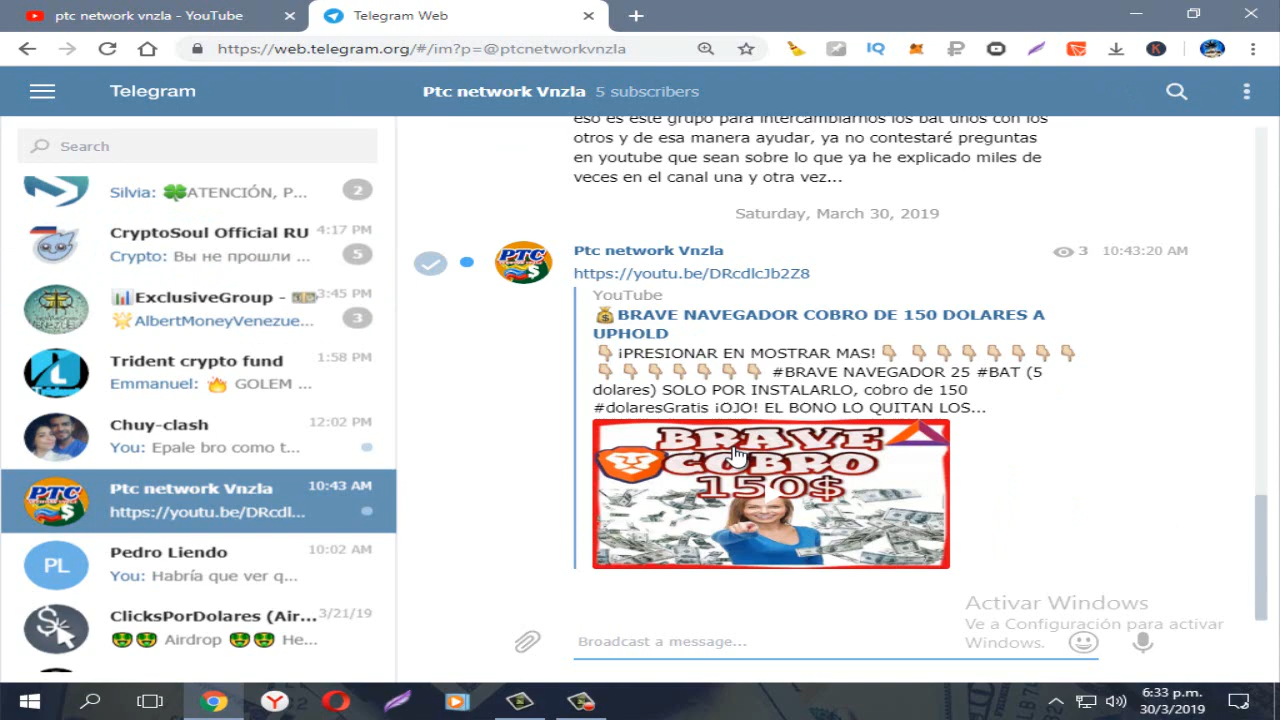 ptc network vnzla - YouTube
Telegram Web
https://web.telegram.org/#/im?p=@ptcnetworkvnzla
IQ
K
Telegram
Ptc network Vnzla 5 subscribers
Search
Silvia: 🍀ATENCIÓN, P...
2
CryptoSoul Official RU
4:17 PM
Crypto: Вы не прошли ...
5
📊ExclusiveGroup - 💵
3:45 PM
🌟AlbertMoneyVenezue...
3
Trident crypto fund
1:58 PM
Emmanuel: 🔥 GOLEM ...
Chuy-clash
12:02 PM
You: Epale bro como t...
PTC
$
Ptc network Vnzla
10:43 AM
https://youtu.be/DRcdl...
PL
Pedro Liendo
10:02 AM
You: Habría que ver q...
ClicksPorDolares (Air...
3/21/19
🤑🤑 Airdrop 🤑🤑 He...
eso es este grupo para intercambiarnos los bat unos con los
otros y de esa manera ayudar, ya no contestaré preguntas
en youtube que sean sobre lo que ya he explicado miles de
veces en el canal una y otra vez...
Saturday, March 30, 2019
PTC
$
Ptc network Vnzla
3 10:43:20 AM
https://youtu.be/DRcdlcJb2Z8
YouTube
💰BRAVE NAVEGADOR COBRO DE 150 DOLARES A
UPHOLD
👇🏼¡PRESIONAR EN MOSTRAR MAS!👇🏼 👇🏼👇🏼👇🏼👇🏼👇🏼👇🏼👇🏼
👇🏼👇🏼👇🏼👇🏼👇🏼👇🏼👇🏼 #BRAVE NAVEGADOR 25 #BAT (5
dolares) SOLO POR INSTALARLO, cobro de 150
#dolaresGratis ¡OJO! EL BONO LO QUITAN LOS...
BRAVE
COBRO
150$
Broadcast a message...
Activar Windows
Ve a Configuración para activar
Windows.
6:33 p.m.
30/3/2019